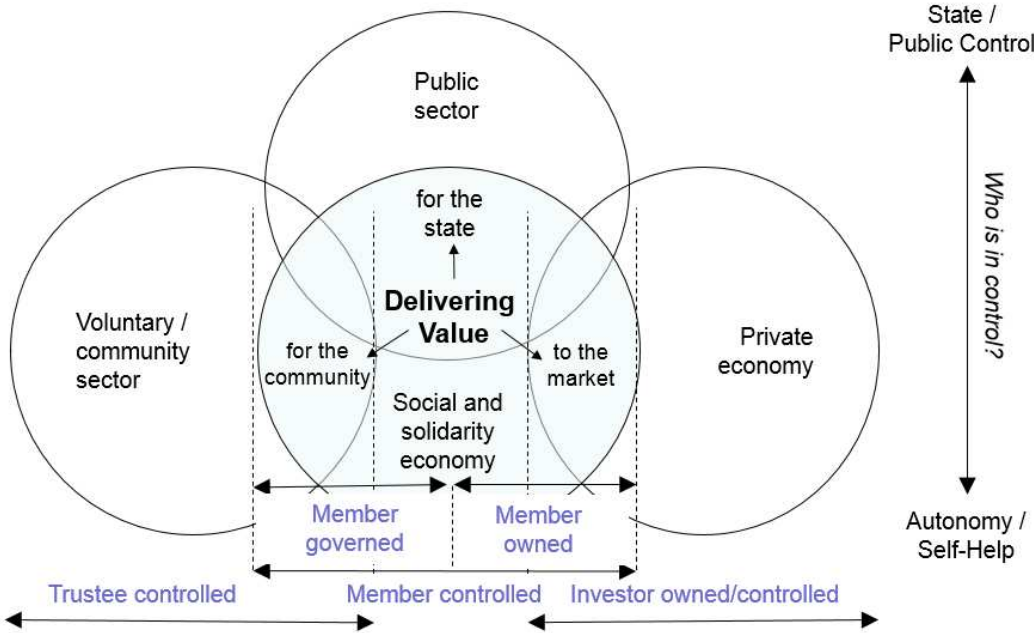 State /
Public Control
Public
sector
for the
state
Who is in control?
Delivering
Value
Voluntary /
community
sector
for the
community
to the
market
Private
economy
Social and
solidarity
economy
Member
governed
Member
owned
Autonomy /
Self-Help
Trustee controlled
Member controlled
Investor owned/controlled